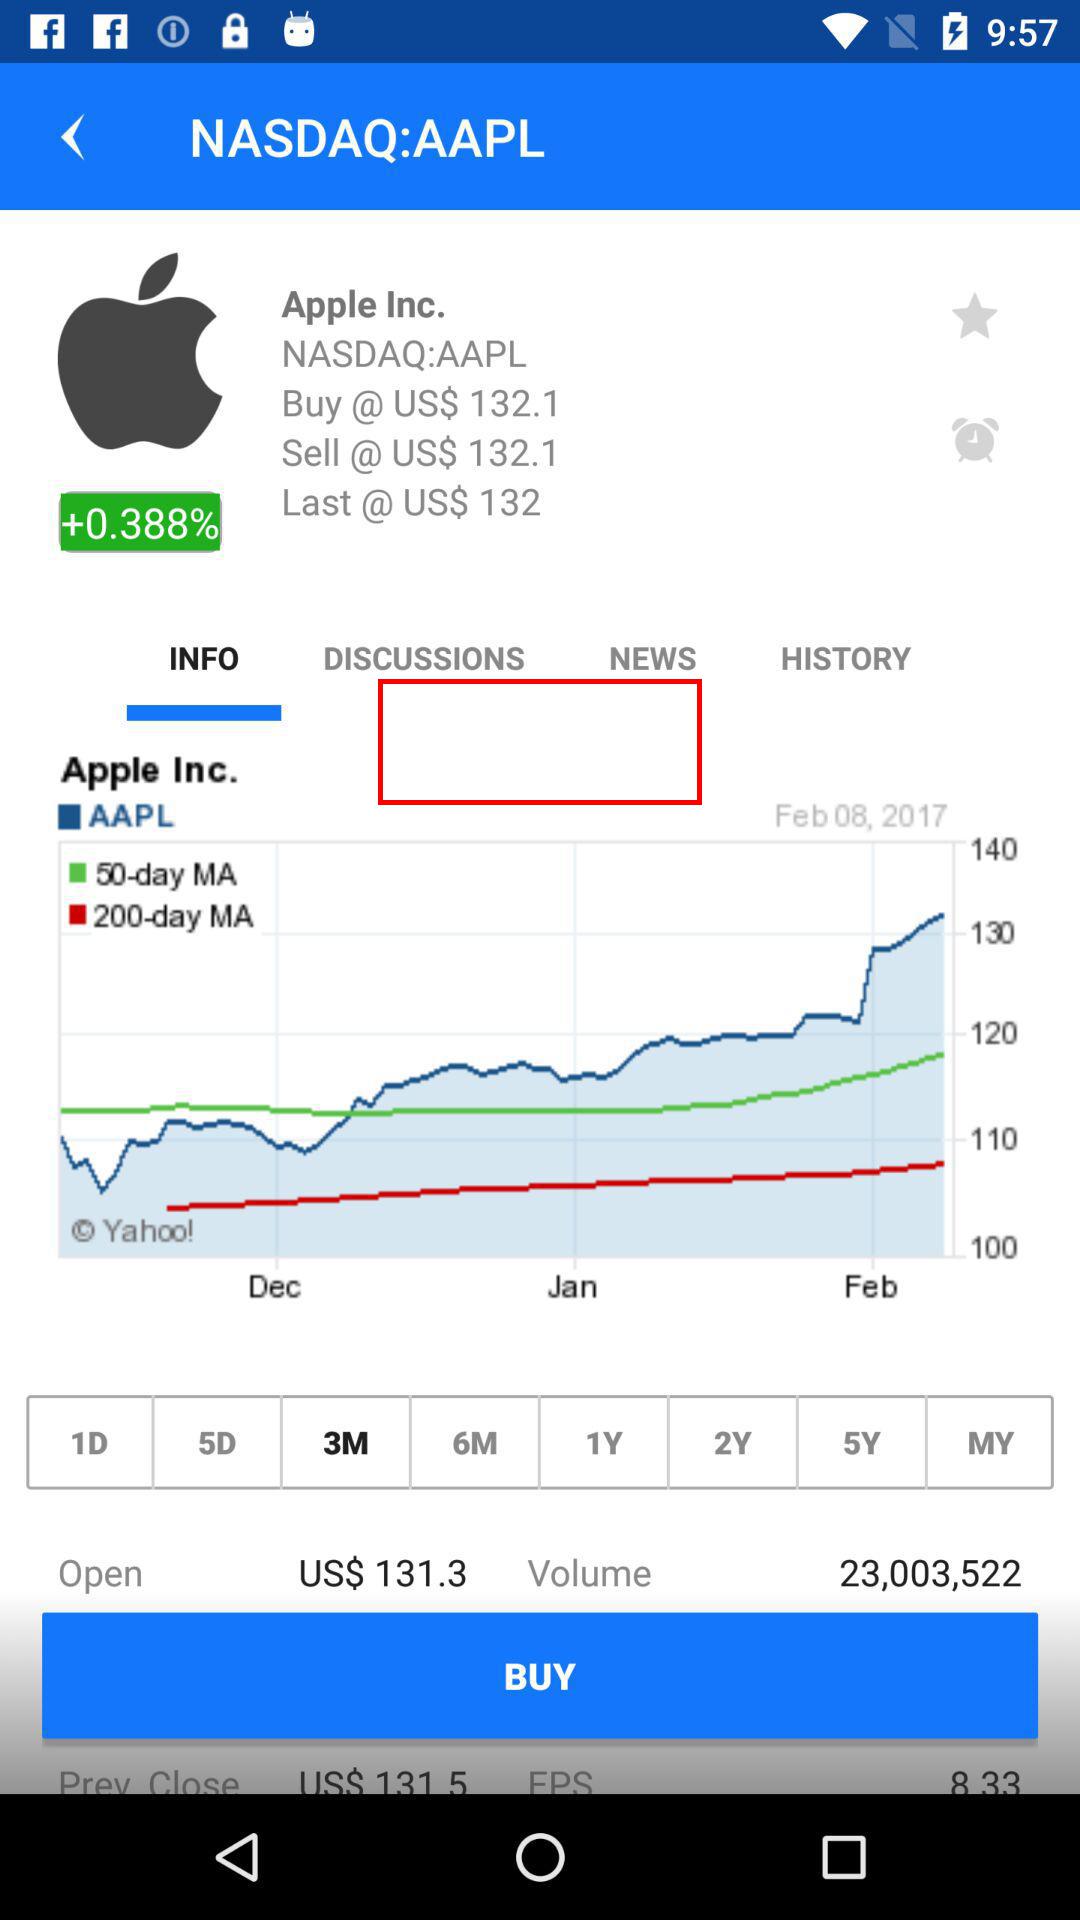 9:57
NASDAQ:AAPL
Apple Inc.
NASDAQ:AAPL
Buy @ US$ 132.1
Sell @ US$ 132.1
Last @ US$ 132
+0.388%
INFO DISCUSSIONS NEWS HISTORY
Apple Inc.
AAPL Feb 08, 2017
50-day MA
200-day MA
140
130
120
110
100
© Yahoo!
Dec Jan Feb
1D 5D 3M 6M 1Y 2Y 5Y MY
Open US$ 131.3 Volume 23,003,522
BUY
Prev. Close US$ 131.5 EPS 8.33